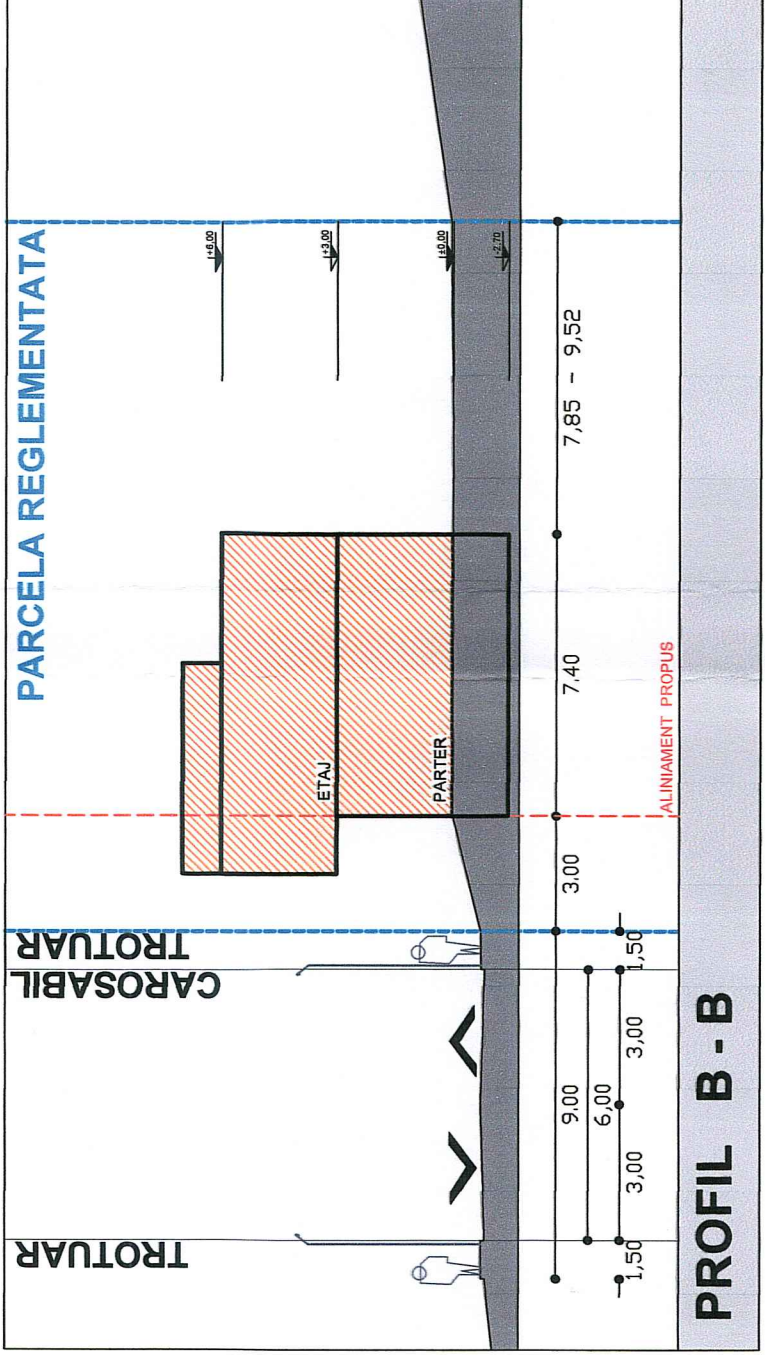 PARCELA REGLEMENTATA
TROTUAR
CAROSABIL
TROTUAR
+6,00
+3,00
±0,00
-2,70
ETAJ
PARTER
ALINIAMENT PROPUS
3.00
7.40
7,85 - 9,52
9.00
6,00
1,50
3,00
3,00
1,50
PROFIL B - B